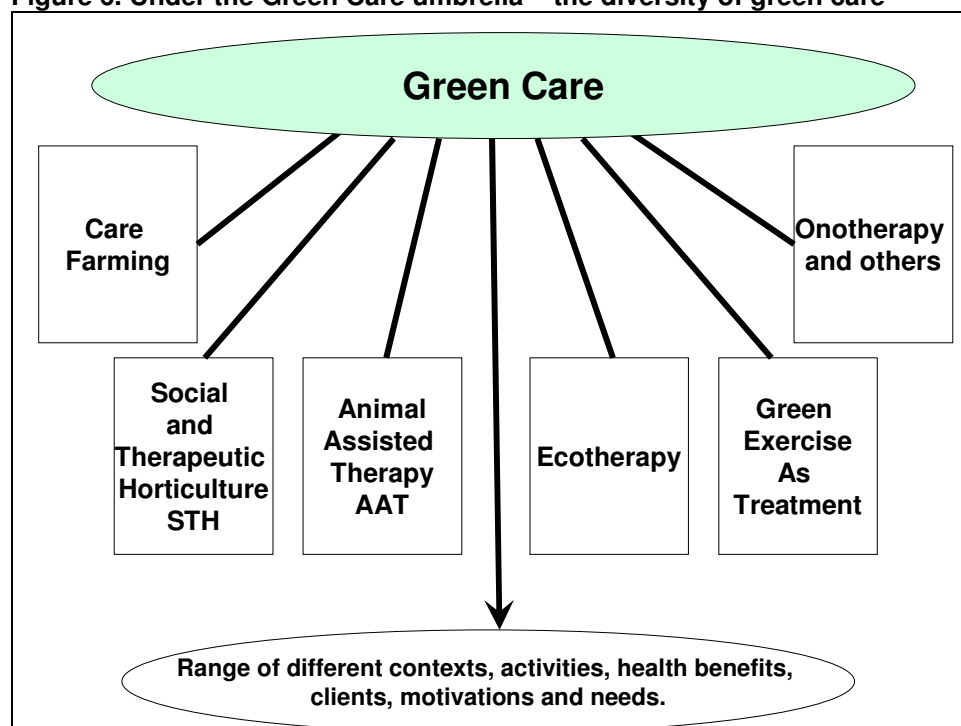 Figure 3. Under the Green Care umbrella – the diversity of green care
Green Care
Care
Farming
Onotherapy
and others
Social
and
Therapeutic
Horticulture
STH
Animal
Assisted
Therapy
AAT
Ecotherapy
Green
Exercise
As
Treatment
Range of different contexts, activities, health benefits,
clients, motivations and needs.